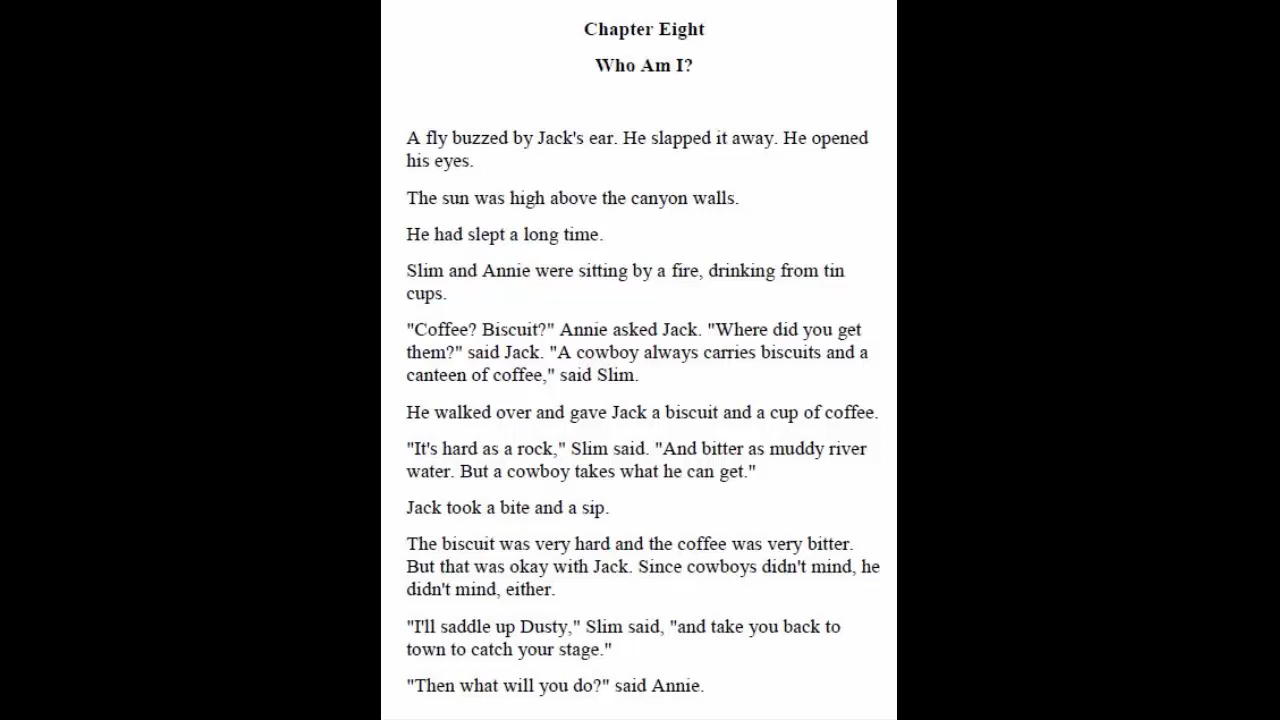 Chapter Eight
Who Am I?
A fly buzzed by Jack's ear. He slapped it away. He opened
his eyes.
The sun was high above the canyon walls.
He had slept a long time.
Slim and Annie were sitting by a fire, drinking from tin
cups.
"Coffee? Biscuit?" Annie asked Jack. "Where did you get
them?" said Jack. "A cowboy always carries biscuits and a
canteen of coffee," said Slim.
He walked over and gave Jack a biscuit and a cup of coffee.
"It's hard as a rock," Slim said. "And bitter as muddy river
water. But a cowboy takes what he can get."
Jack took a bite and a sip.
The biscuit was very hard and the coffee was very bitter.
But that was okay with Jack. Since cowboys didn't mind, he
didn't mind, either.
"I'll saddle up Dusty," Slim said, "and take you back to
town to catch your stage."
"Then what will you do?" said Annie.